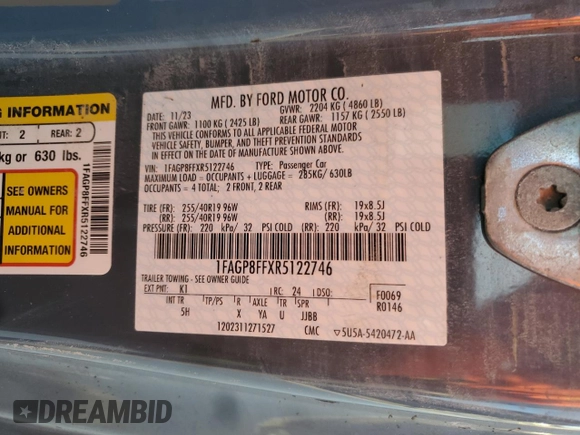 MFD. BY FORD MOTOR CO.
DATE: 11/23 GVWR: 2204 KG ( 4860 LB)
FRONT GAWR: 1100 KG ( 2425 LB) REAR GAWR: 1157 KG ( 2550 LB)
THIS VEHICLE CONFORMS TO ALL APPLICABLE FEDERAL MOTOR
VEHICLE SAFETY, BUMPER, AND THEFT PREVENTION STANDARDS
IN EFFECT ON THE DATE OF MANUFACTURE SHOWN ABOVE.
VIN: 1FAGP8FFXR5122746 TYPE: Passenger Car
MAXIMUM LOAD = OCCUPANTS + LUGGAGE = 285KG/ 630LB
OCCUPANTS = 4 TOTAL; 2 FRONT, 2 REAR
TIRE (FR): 255/40R19 96W RIMS (FR): 19x8.5J
(RR): 255/40R19 96W (RR): 19x8.5J
PRESSURE (FR): 220 kPa/ 32 PSI COLD (RR): 220 kPa/ 32 PSI COLD
1FAGP8FFXR5122746
TRAILER TOWING - SEE OWNER GUIDE
EXT PNT: K1 RC: 24 DSO: F0069
R0146
INT TR TP/PS R AXLE TR SPR
5H X YA U JJBB
1202311271527 CMC 5U5A-5420472-AA
G INFORMATION
NT: 2 REAR: 2
kg or 630 lbs.
SEE OWNERS
MANUAL FOR
ADDITIONAL
INFORMATION
1FAGP8FFXR5122746
DREAMBID